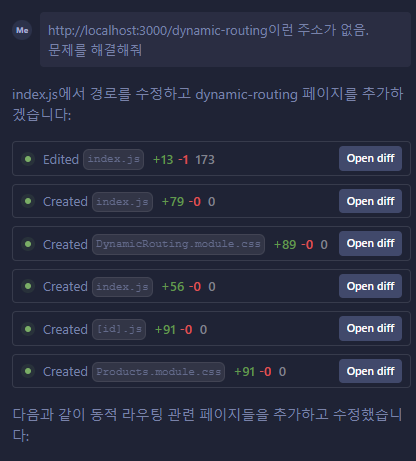 Me
http://localhost:3000/dynamic-routing이런 주소가 없음.
문제를 해결해줘
index.js에서 경로를 수정하고 dynamic-routing 페이지를 추가하
겠습니다:
Edited index.js +13 -1 173 Open diff
Created index.js +79 -0 0 Open diff
Created DynamicRouting.module.css +89 -0 0 Open diff
Created index.js +56 -0 0 Open diff
Created [id].js +91 -0 0 Open diff
Created Products.module.css +91 -0 0 Open diff
다음과 같이 동적 라우팅 관련 페이지들을 추가하고 수정했습니
다: